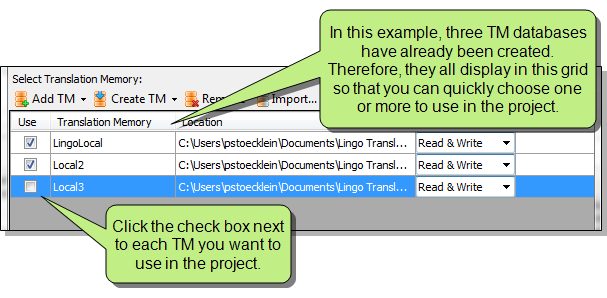 In this example, three TM databases
have already been created.
Therefore, they all display in this grid
so that you can quickly choose one
or more to use in the project.
Select Translation Memory:
Add TM Create TM Import...
Use Translation Memory Location
LingoLocal C:\Users\pstoecklein\Documents\Lingo Transl... Read & Write
Local2 C:\Users\pstoecklein\Documents\Lingo Transl... Read & Write
Local3 C:\Users\pstoecklein\Documents\Lingo Transl... Read & Write
Click the check box next
to each TM you want to
use in the project.